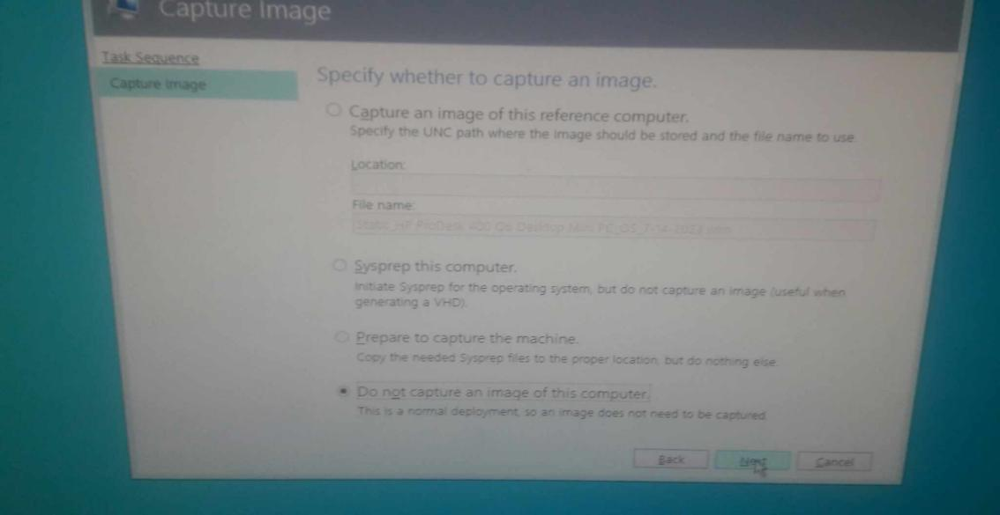 Capture Image
Task Sequence
Capture Image
Specify whether to capture an image.
Capture an image of this reference computer.
Specify the UNC path where the image should be stored and the file name to use.
Location:
File name:
HP ProDesk 400 G6 Desktop Mini PC_OS_7-14-
Sysprep this computer.
Initiate Sysprep for the operating system, but do not capture an image (useful when
generating a VHD).
Prepare to capture the machine.
Copy the needed Sysprep files to the proper location, but do nothing else.
Do not capture an image of this computer.
This is a normal deployment, so an image does not need to be captured.
Back
Next
Cancel